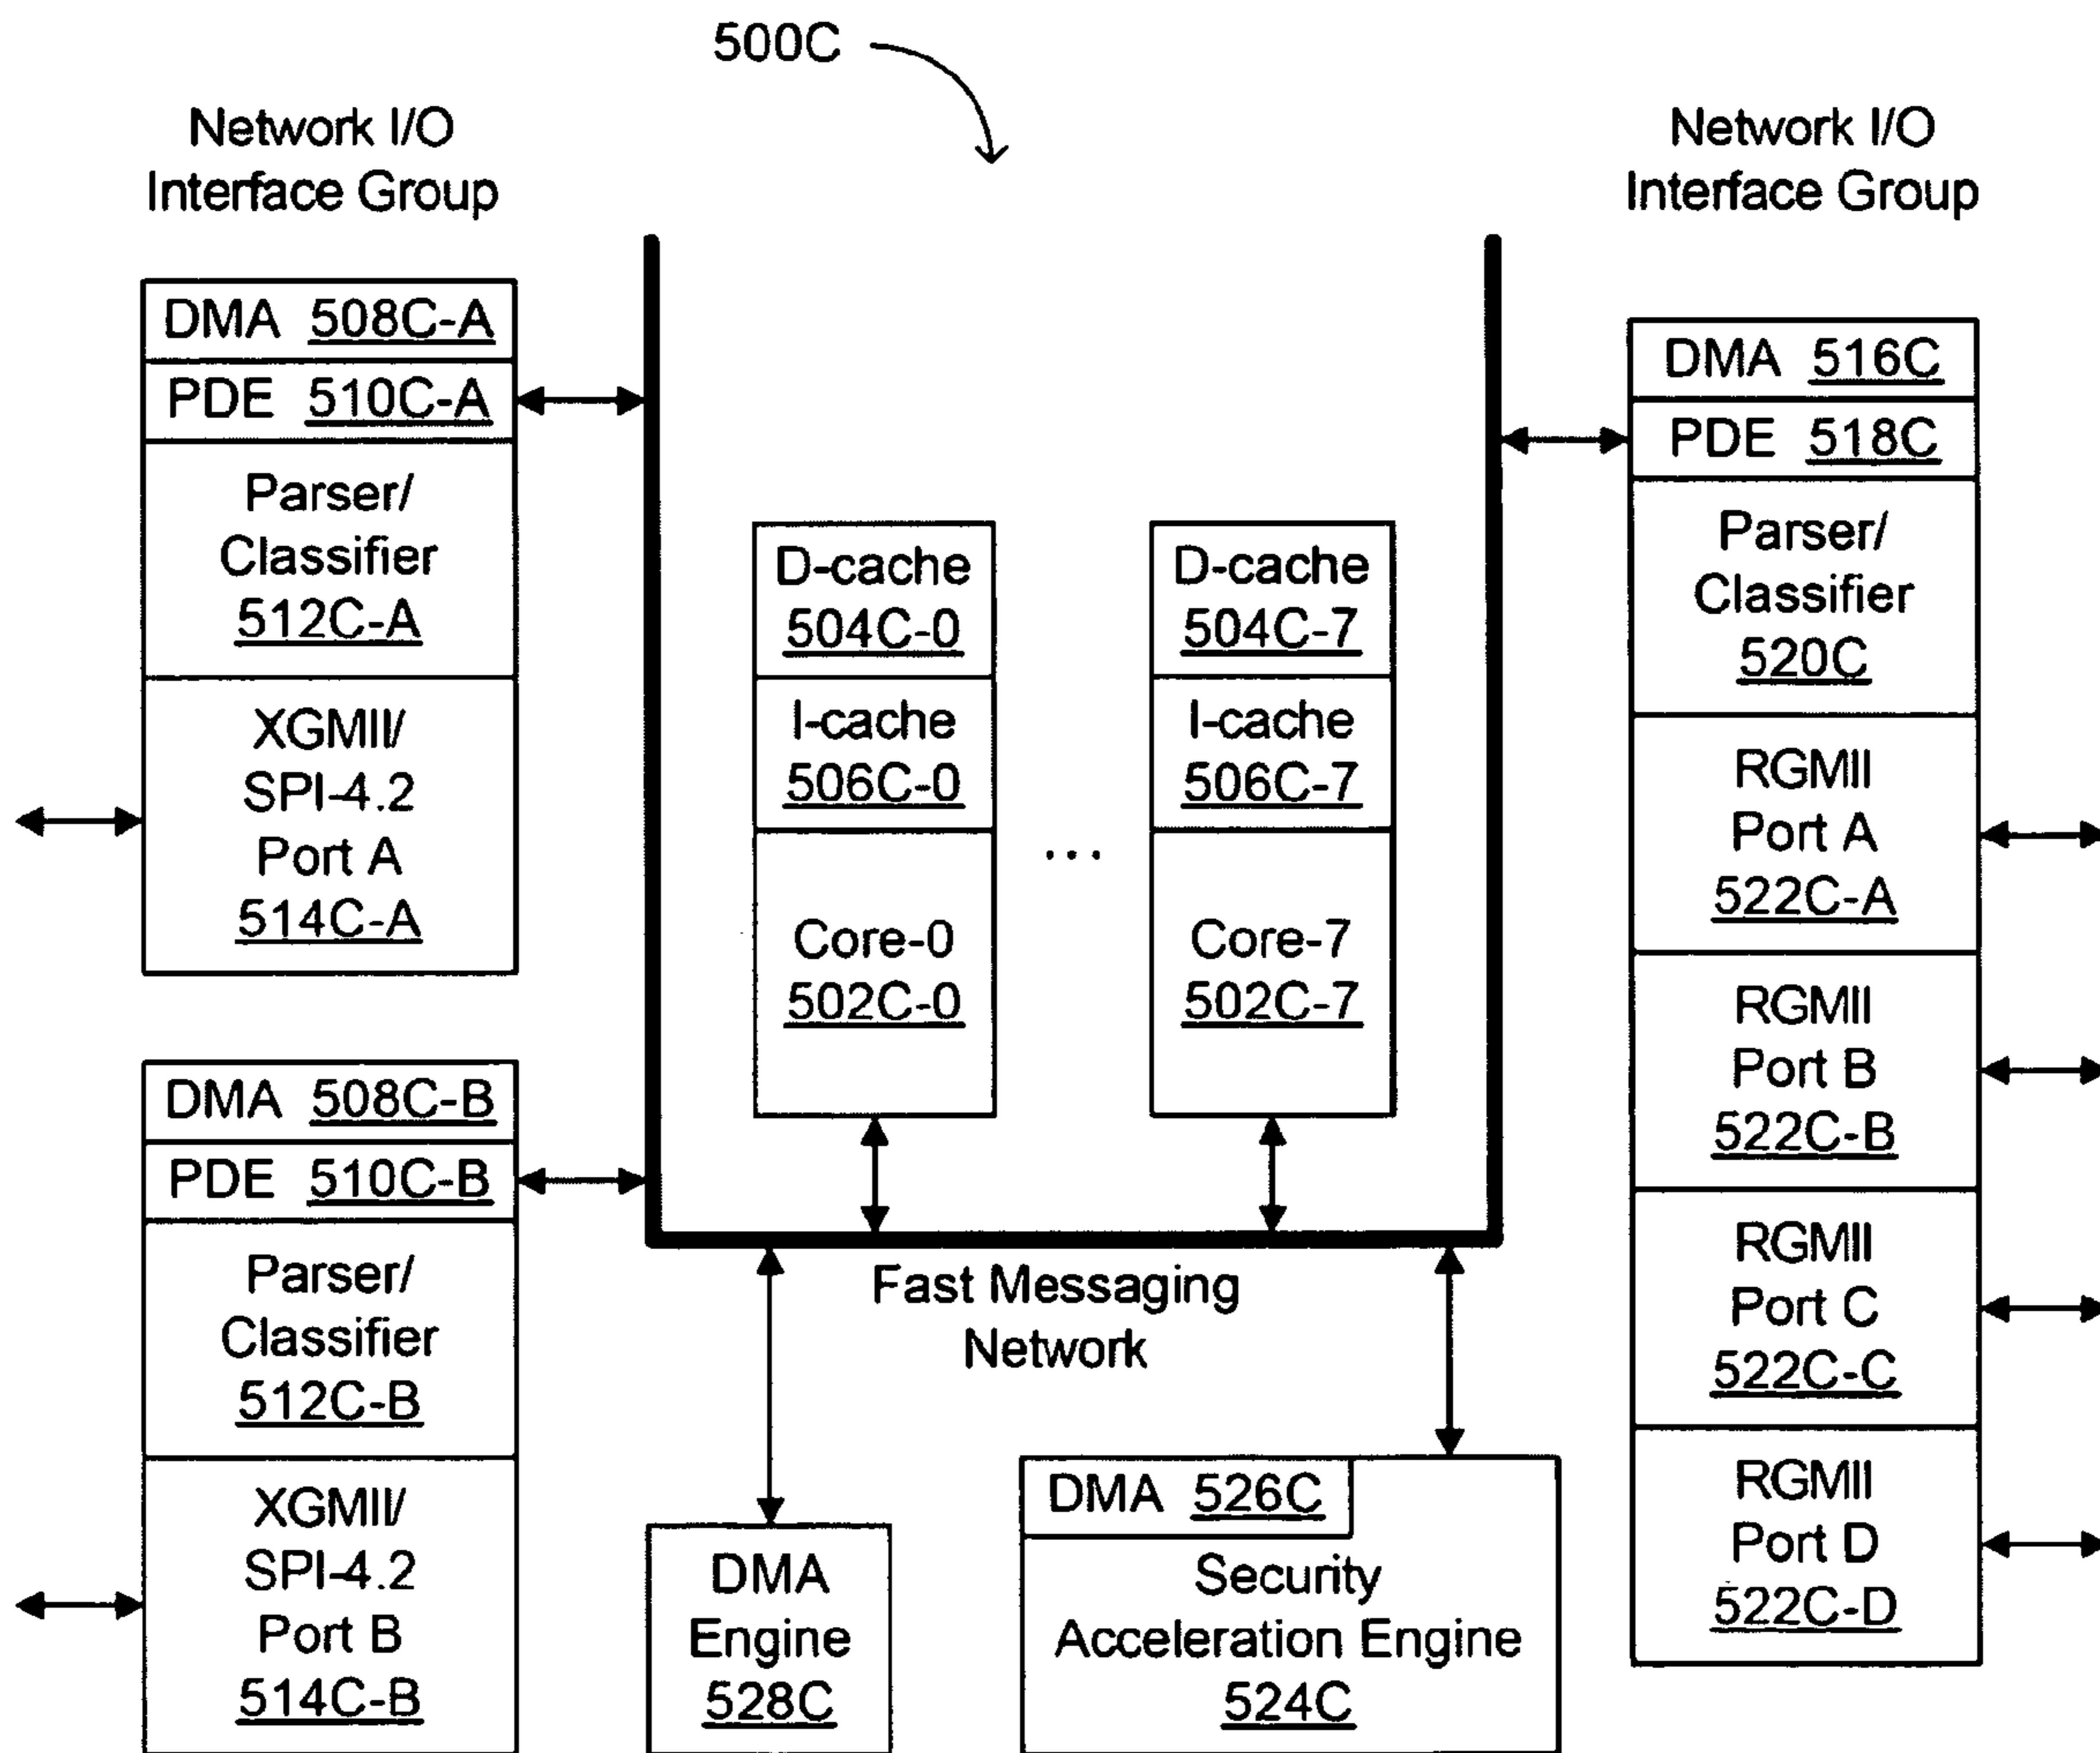 500C
Network I/O
Interface Group
DMA 508C-A
PDE 510C-A
Parser/
Classifier
512C-A
XGMII/
SPI-4.2
Port A
514C-A
DMA 508C-B
PDE 510C-B
Parser/
Classifier
512C-B
XGMII/
SPI-4.2
Port B
514C-B
D-cache
504C-0
I-cache
506C-0
Core-0
502C-0
...
D-cache
504C-7
I-cache
506C-7
Core-7
502C-7
Fast Messaging
Network
DMA
Engine
528C
DMA 526C
Security
Acceleration Engine
524C
Network I/O
Interface Group
DMA 516C
PDE 518C
Parser/
Classifier
520C
RGMII
Port A
522C-A
RGMII
Port B
522C-B
RGMII
Port C
522C-C
RGMII
Port D
522C-D